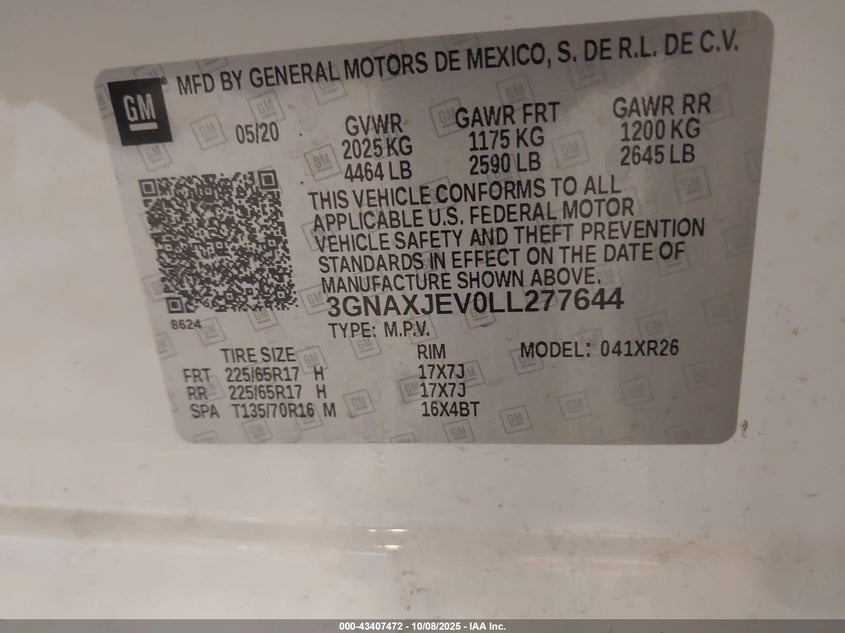 GM
MFD BY GENERAL MOTORS DE MEXICO, S. DE R.L. DE C.V.
05/20 GVWR GAWR FRT GAWR RR
2025 KG 1175 KG 1200 KG
4464 LB 2590 LB 2645 LB
THIS VEHICLE CONFORMS TO ALL
APPLICABLE U.S. FEDERAL MOTOR
VEHICLE SAFETY AND THEFT PREVENTION
STANDARDS IN EFFECT ON THE DATE OF
MANUFACTURE SHOWN ABOVE.
3GNAXJEV0LL277644
8624
TYPE: M.P.V.
TIRE SIZE RIM MODEL: 041XR26
FRT 225/65R17 H 17X7J
RR 225/65R17 H 17X7J
SPA T135/70R16 M 16X4BT
000-43407472 | 10/08/2025 - IAA Inc.